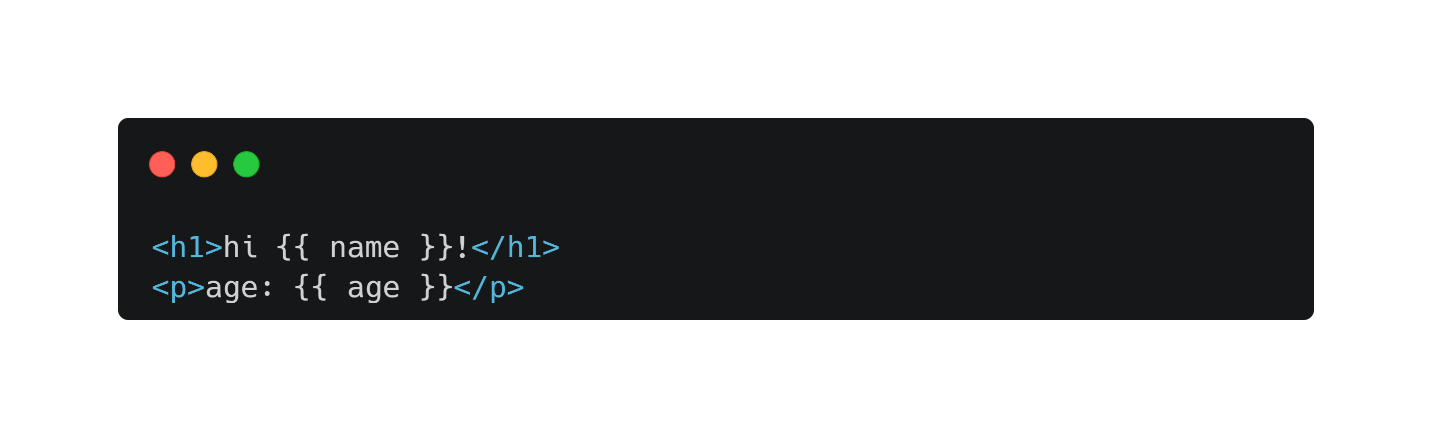 <h1>hi {{ name }}!</h1>
<p>age: {{ age }}</p>